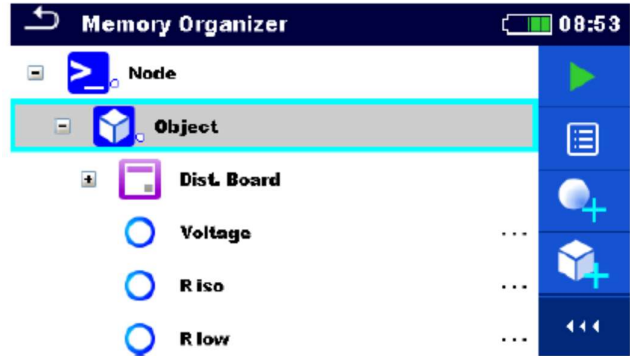 Memory Organizer 08:53
Node
Object
Dist. Board
Voltage ...
R iso ...
R low ...